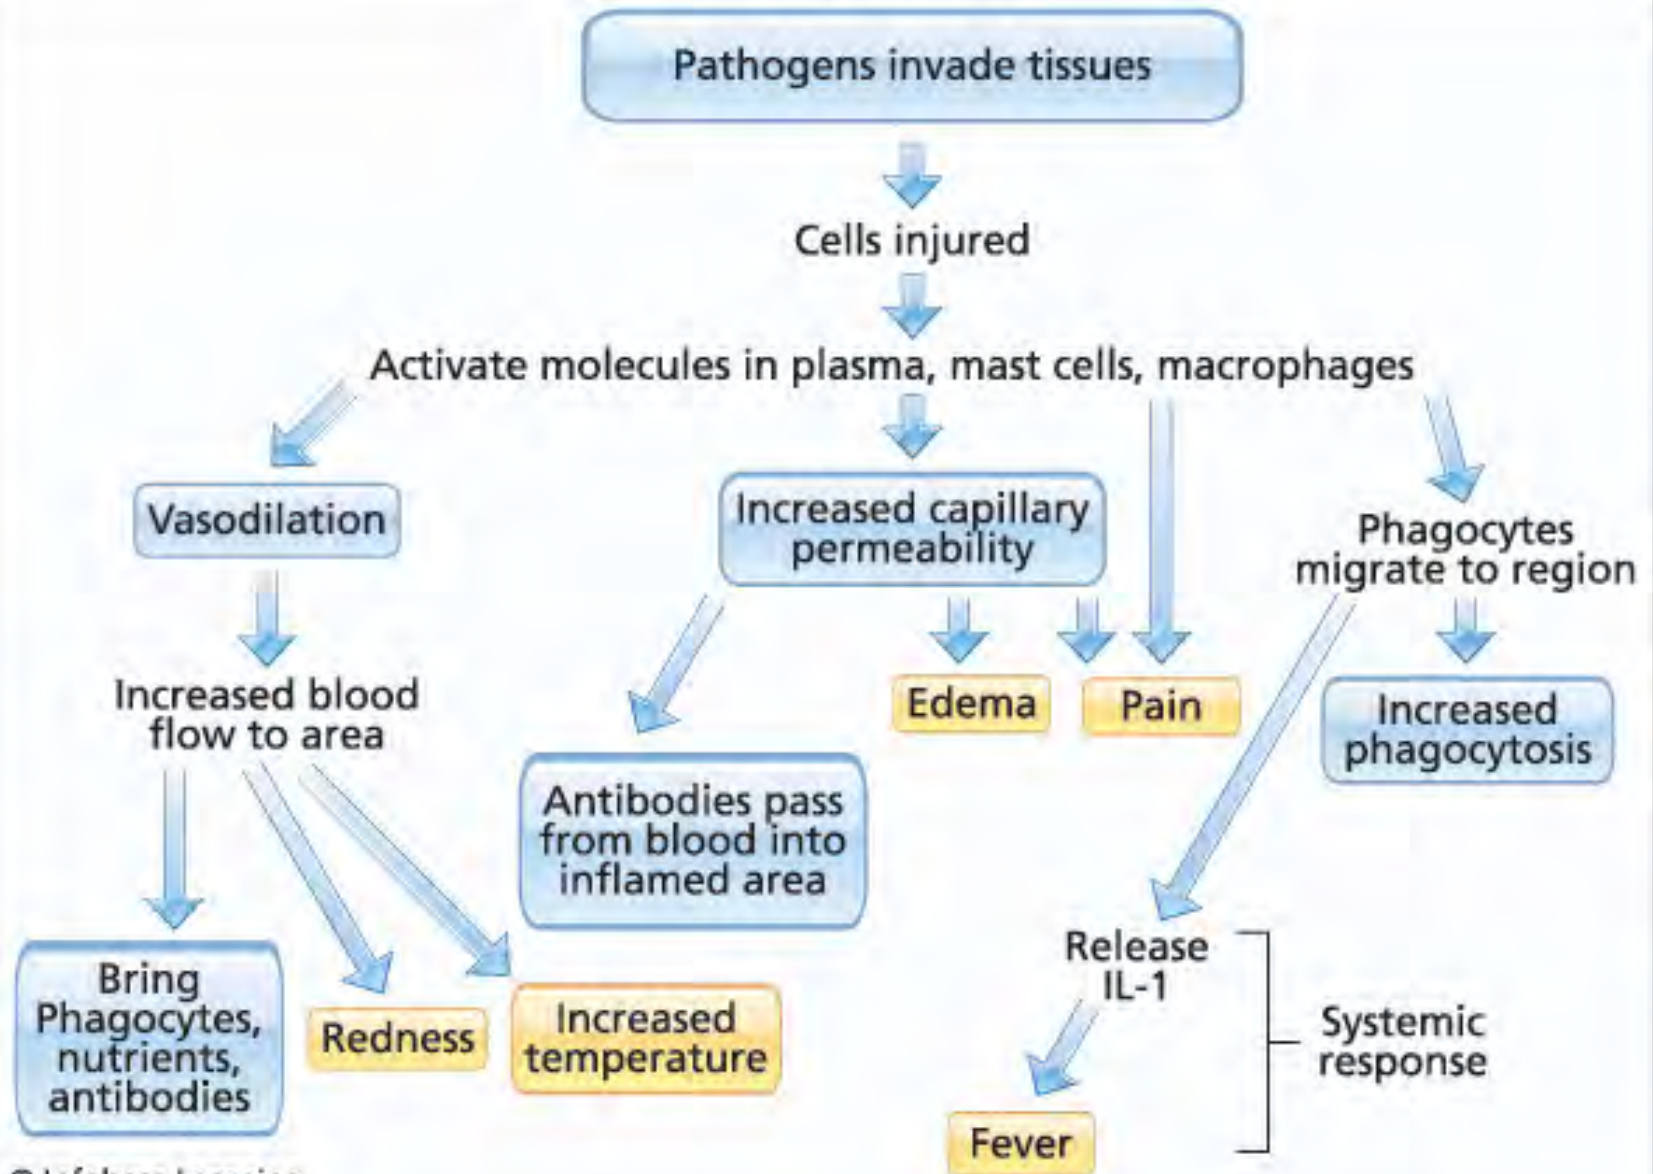 Pathogens invade tissues
Cells injured
Activate molecules in plasma, mast cells, macrophages
Vasodilation
Increased capillary
permeability
Phagocytes
migrate to region
Increased blood
flow to area
Edema
Pain
Increased
phagocytosis
Antibodies pass
from blood into
inflamed area
Bring
Phagocytes,
nutrients,
antibodies
Redness
Increased
temperature
Release
IL-1
Systemic
response
Fever